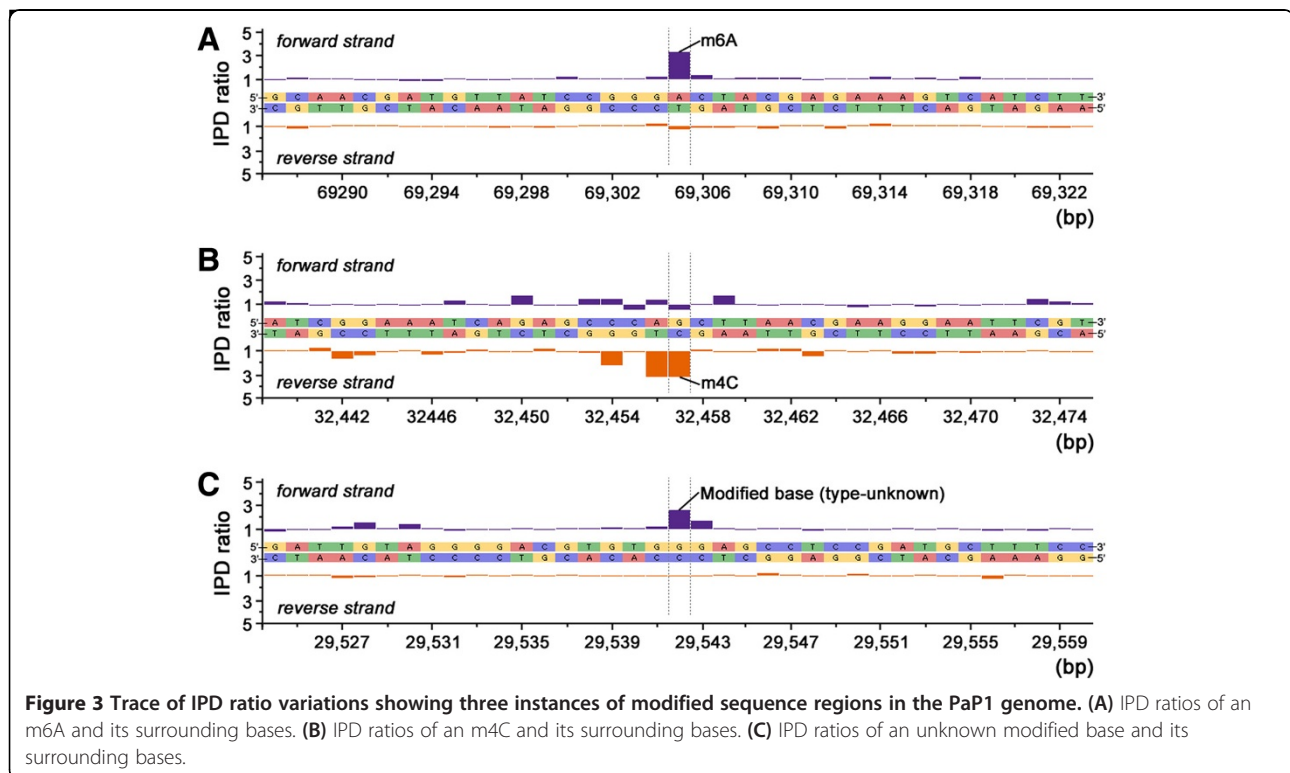 A
forward strand
IPD ratio
5
3
1
m6A
5' G C A A C G A T G T T A T C C G G G A C T A C G A G A A A G T C A T C T T 3'
3' C G T T G C T A C A A T A G G C C C T G A T G C T C T T T C A G T A G A A 5'
IPD ratio
1
3
5
reverse strand
69290 69,294 69,298 69,302 69,306 69,310 69,314 69,318 69,322
(bp)
B
forward strand
IPD ratio
5
3
1
5' A T C G G A A A T C A G A G C C C A G C T T A A C G A A G G A A T T C G T 3'
3' T A G C C T T T A G T C T C G G G T C G A A T T G C T T C C T T A A G C A 5'
IPD ratio
1
3
5
m4C
reverse strand
32,442 32446 32,450 32,454 32,458 32,462 32,466 32,470 32,474
(bp)
C
forward strand
IPD ratio
5
3
1
Modified base (type-unknown)
5' G A T T G T A G G G G A C G T G T G G G A G C C T C C G A T G C T T T C C 3'
3' C T A A C A T C C C C T G C A C A C C C T C G G A G G C T A C G A A A G G 5'
IPD ratio
1
3
5
reverse strand
29,527 29,531 29,535 29,539 29,543 29,547 29,551 29,555 29,559
(bp)
Figure 3 Trace of IPD ratio variations showing three instances of modified sequence regions in the PaP1 genome. (A) IPD ratios of an
m6A and its surrounding bases. (B) IPD ratios of an m4C and its surrounding bases. (C) IPD ratios of an unknown modified base and its
surrounding bases.